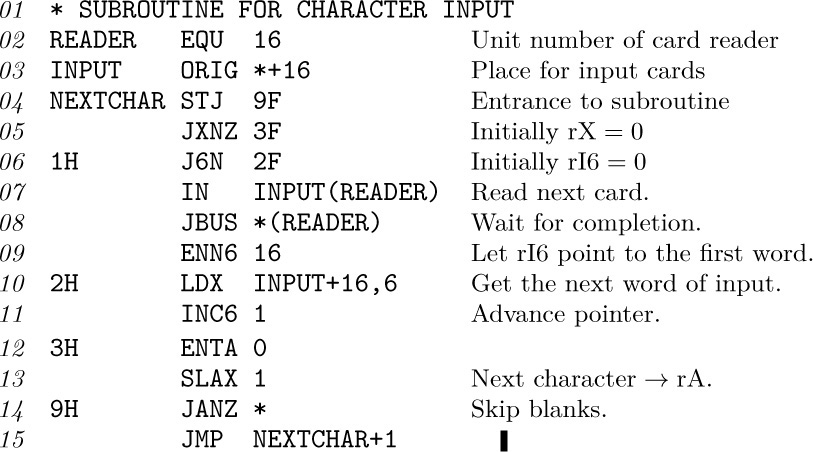 01 * SUBROUTINE FOR CHARACTER INPUT
02 READER EQU 16 Unit number of card reader
03 INPUT ORIG *+16 Place for input cards
04 NEXTCHAR STJ 9F Entrance to subroutine
05 JXNZ 3F Initially rX = 0
06 1H J6N 2F Initially rI6 = 0
07 IN INPUT(READER) Read next card.
08 JBUS *(READER) Wait for completion.
09 ENN6 16 Let rI6 point to the first word.
10 2H LDX INPUT+16,6 Get the next word of input.
11 INC6 1 Advance pointer.
12 3H ENTA 0
13 SLAX 1 Next character → rA.
14 9H JANZ * Skip blanks.
15 JMP NEXTCHAR+1 ▮